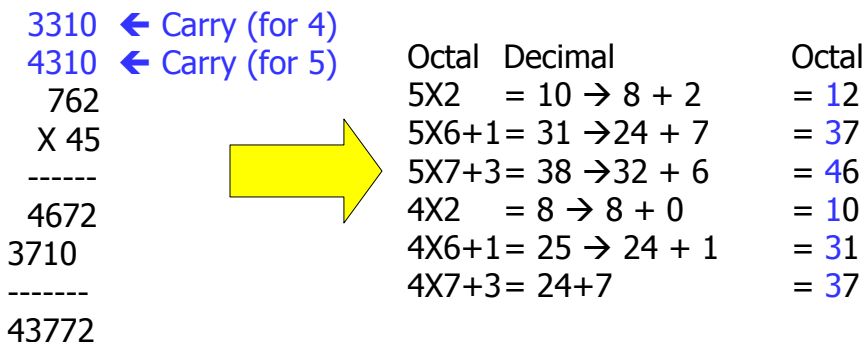 3310 🡸 Carry (for 4)
4310 🡸 Carry (for 5)
762
X 45
------
4672
3710
-------
43772
Octal Decimal Octal
5X2 = 10 → 8 + 2 = 12
5X6+1= 31 →24 + 7 = 37
5X7+3= 38 →32 + 6 = 46
4X2 = 8 → 8 + 0 = 10
4X6+1= 25 → 24 + 1 = 31
4X7+3= 24+7 = 37